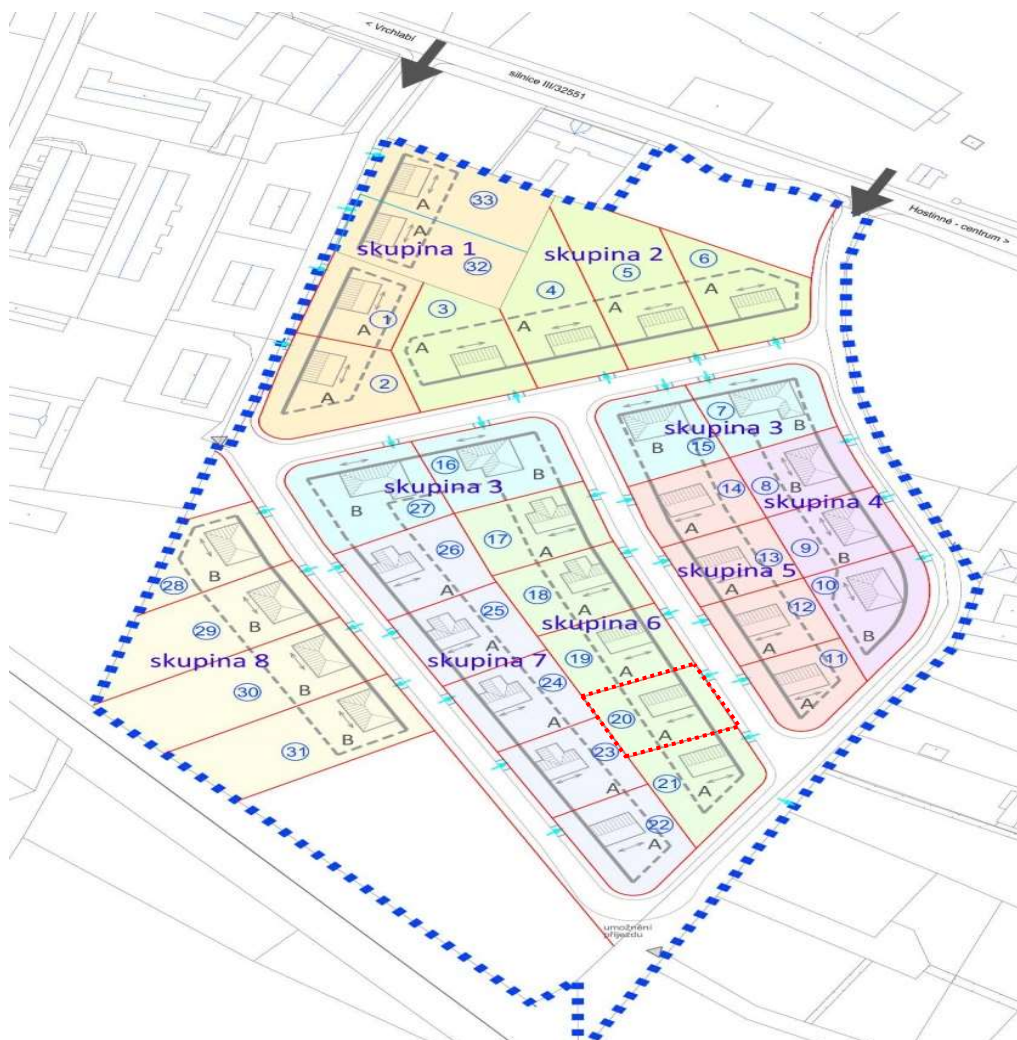 < Vrchlabí
silnice III/32551
Hostinné - centrum >
33
A
A
skupina 1
32
skupina 2
6
5
4
3
1
A
A
A
A
A
2
A
7
skupina 3
15
B
B
16
B
skupina 3
27
B
14
8
B
skupina 4
A
17
A
26
13
9
B
A
skupina 5
10
28
B
18
A
A
25
12
29
B
skupina 6
A
B
11
skupina 8
skupina 7
19
A
24
A
30
B
20
A
A
23
31
B
21
A
A
22
A
umožnění
příjezdu